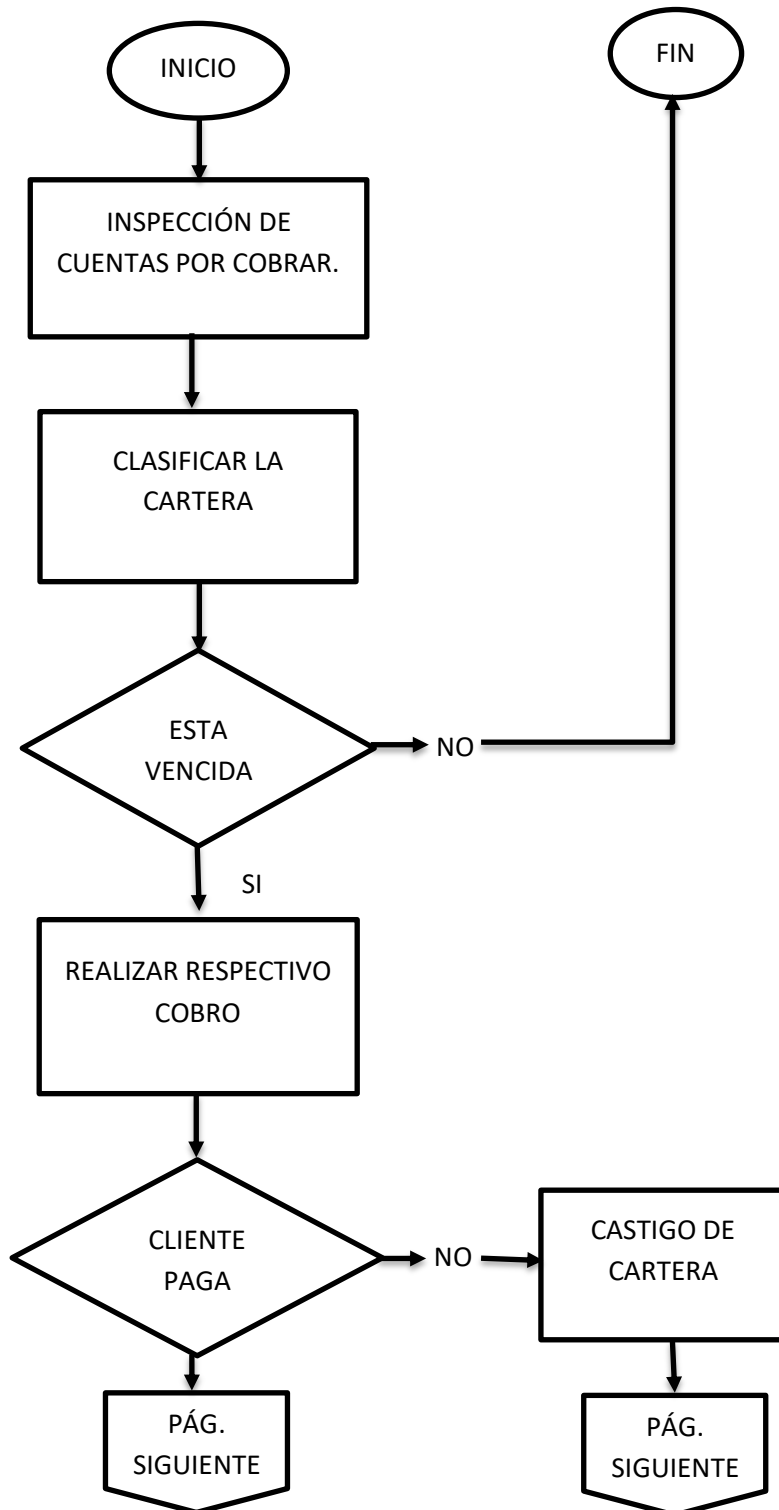 INICIO
FIN
INSPECCIÓN DE
CUENTAS POR COBRAR.
CLASIFICAR LA
CARTERA
ESTA
VENCIDA
NO
SI
REALIZAR RESPECTIVO
COBRO
CLIENTE
PAGA
NO
CASTIGO DE
CARTERA
PÁG.
SIGUIENTE
PÁG.
SIGUIENTE